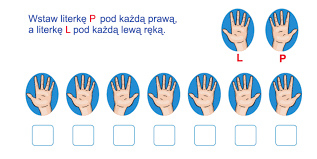 Wstaw literkę P pod każdą prawą,
a literkę L pod każdą lewą ręką.
L P